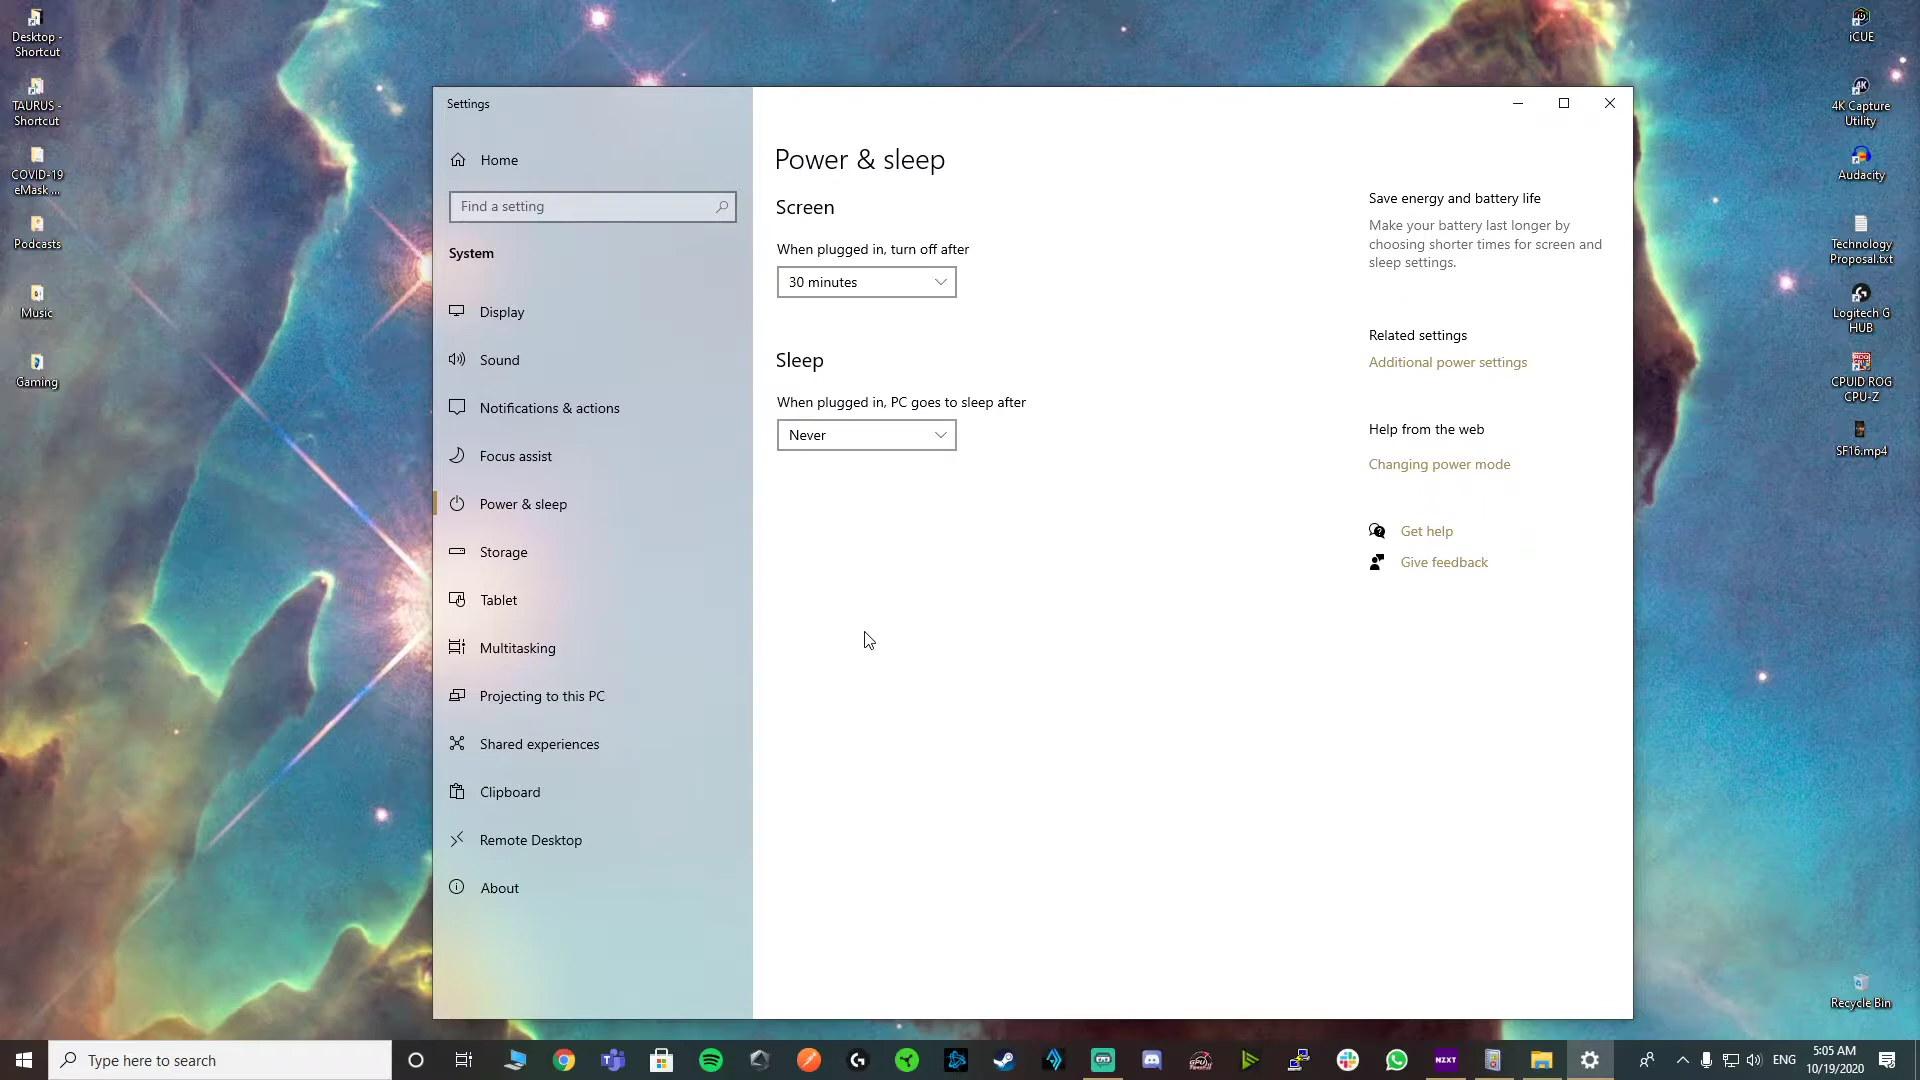 Desktop -
Shortcut
TAURUS -
Shortcut
COVID-19
eMask ...
Podcasts
Music
Gaming
Settings
Home
Find a setting
System
Display
Sound
Notifications & actions
Focus assist
Power & sleep
Storage
Tablet
Multitasking
Projecting to this PC
Shared experiences
Clipboard
Remote Desktop
About
Power & sleep
Screen
When plugged in, turn off after
30 minutes
Sleep
When plugged in, PC goes to sleep after
Never
Save energy and battery life
Make your battery last longer by
choosing shorter times for screen and
sleep settings.
Related settings
Additional power settings
Help from the web
Changing power mode
Get help
Give feedback
iCUE
4K
4K Capture
Utility
Audacity
Technology
Proposal.txt
Logitech G
HUB
CPUID ROG
CPU-Z
SF16.mp4
Recycle Bin
Type here to search
NZXT
ENG
5:05 AM
10/19/2020